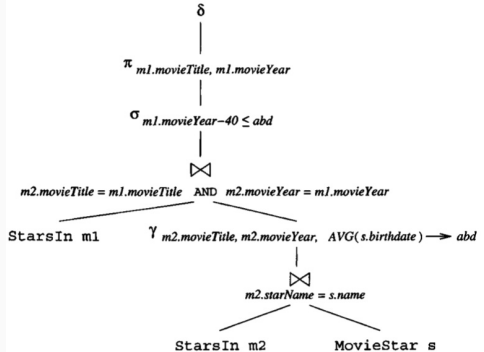 δ
π m1.movieTitle, m1.movieYear
σ m1.movieYear−40 ≤ abd
⋈
m2.movieTitle = m1.movieTitle AND m2.movieYear = m1.movieYear
StarsIn m1 γ m2.movieTitle, m2.movieYear, AVG(s.birthdate) → abd
⋈
m2.starName = s.name
StarsIn m2 MovieStar s